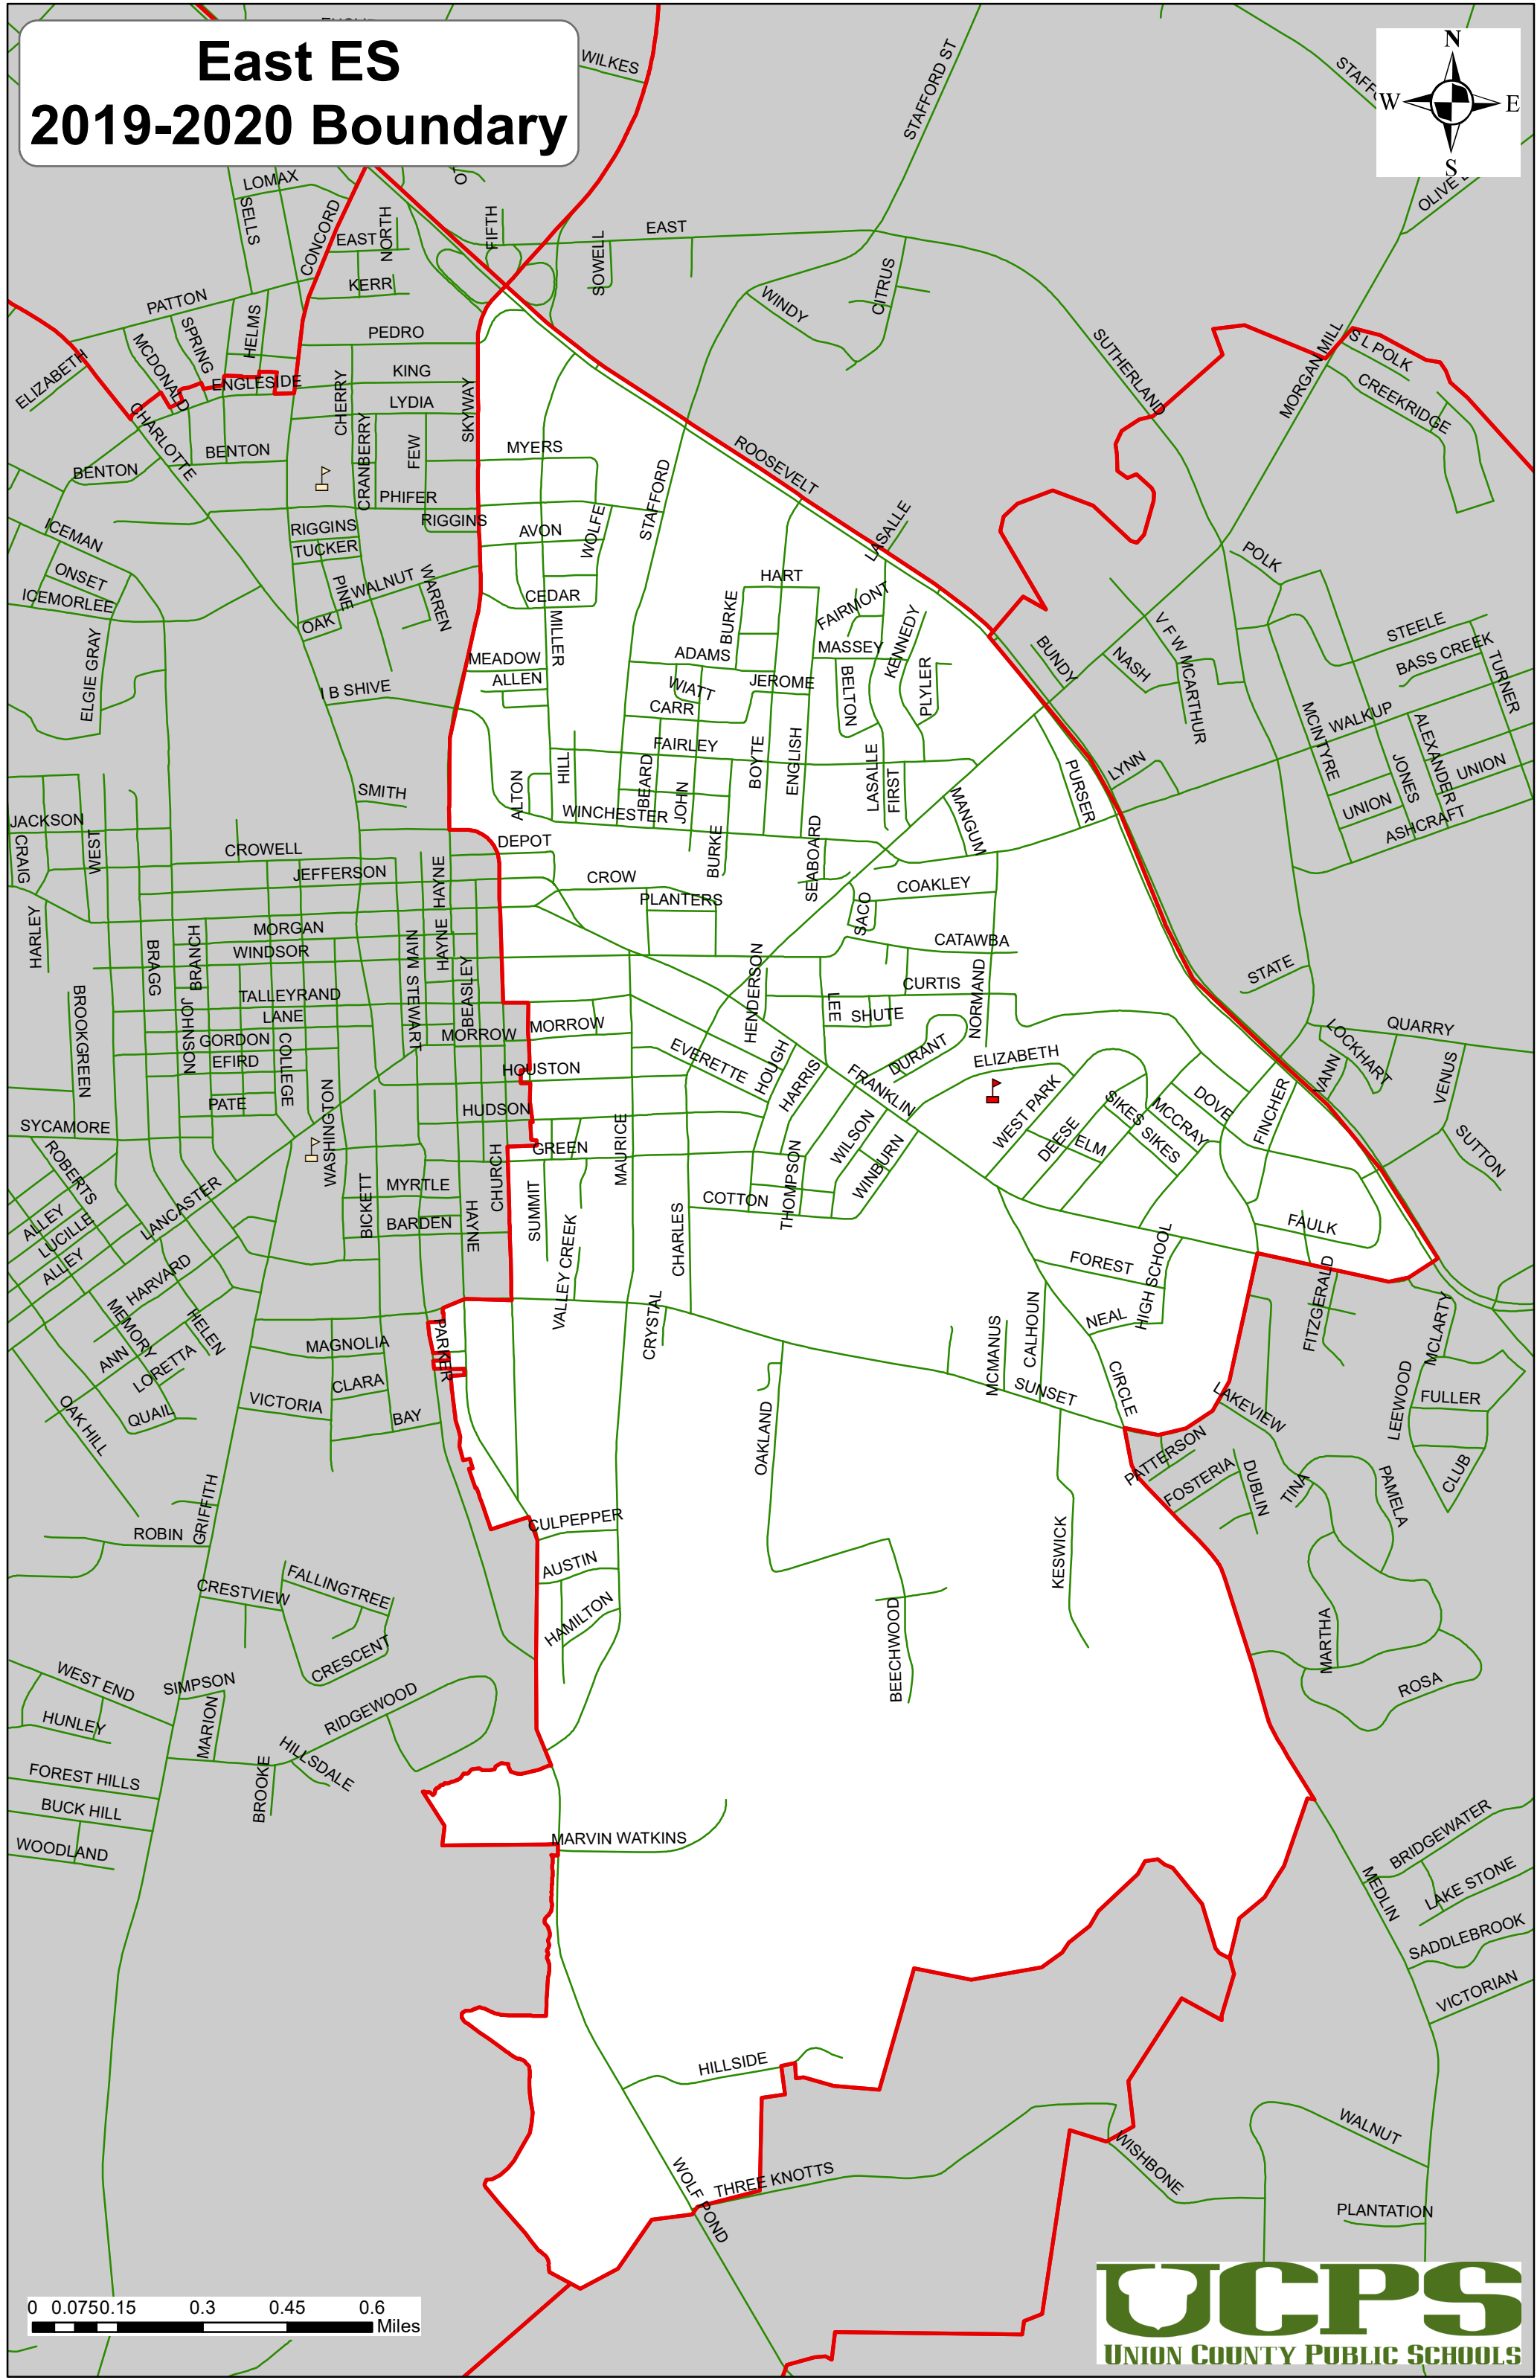 East ES
2019-2020 Boundary
N
W
E
S
WILKES
STAFFORD ST
LOMAX
SELLS
CONCORD
NORTH
EAST
KERR
FIFTH
SOWELL
EAST
WINDY
CITRUS
SUTHERLAND
MORGAN MILL
S L POLK
CREEKRIDGE
PATTON
SPRING
HELMS
MCDONALD
ELIZABETH
ENGLESIDE
CHARLOTTE
PEDRO
KING
LYDIA
CHERRY
CRANBERRY
FEW
SKYWAY
BENTON
BENTON
PHIFER
RIGGINS
RIGGINS
TUCKER
PINE
WALNUT
WARREN
OAK
ICEMAN
ONSET
ICEMORLEE
ELGIE GRAY
I B SHIVE
MYERS
STAFFORD
ROOSEVELT
LASALLE
AVON
WOLFE
CEDAR
MILLER
MEADOW
ALLEN
HART
BURKE
FAIRMONT
KENNEDY
ADAMS
MASSEY
WIATT
JEROME
BELTON
PLYLER
CARR
FAIRLEY
BOYTE
ENGLISH
LASALLE
FIRST
HILL
ALTON
BEARD
JOHN
WINCHESTER
BURKE
SEABOARD
MANGUM
PURSER
POLK
V F W MCARTHUR
NASH
BUNDY
LYNN
STEELE
BASS CREEK
TURNER
WALKUP
MCINTYRE
ALEXANDER
JONES
UNION
UNION
ASHCRAFT
SMITH
JACKSON
CRAIG
WEST
CROWELL
JEFFERSON
HAYNE
DEPOT
CROW
PLANTERS
COAKLEY
SACO
CATAWBA
HARLEY
MORGAN
WINDSOR
BRAGG
BRANCH
HAYNE
MAIN STEWART
BEASLEY
TALLEYRAND
LANE
JOHNSON
GORDON
EFIRD
COLLEGE
BROOKGREEN
PATE
WASHINGTON
MORROW
MORROW
HOUSTON
HUDSON
HENDERSON
CURTIS
LEE
SHUTE
NORMAND
EVERETTE
HOUGH
HARRIS
FRANKLIN
DURANT
ELIZABETH
WEST PARK
WILSON
WINBURN
DEESE
ELM
SIKES
SIKES
MCCRAY
DOVE
FINCHER
STATE
QUARRY
LOCKHART
VANN
VENUS
SUTTON
SYCAMORE
ROBERTS
ALLEY
LUCILLE
ALLEY
LANCASTER
HARVARD
MEMORY
HELEN
ANN
LORETTA
QUAIL
OAK HILL
MYRTLE
BARDEN
BICKETT
HAYNE
CHURCH
GREEN
SUMMIT
VALLEY CREEK
MAURICE
CHARLES
COTTON
THOMPSON
CRYSTAL
FAULK
FOREST
HIGH SCHOOL
NEAL
CALHOUN
MCMANUS
CIRCLE
SUNSET
FITZGERALD
MCLARTY
LEEWOOD
FULLER
CLUB
LAKEVIEW
PATTERSON
FOSTERIA
DUBLIN
TINA
PAMELA
MARTHA
ROSA
MAGNOLIA
CLARA
VICTORIA
BAY
PARKER
GRIFFITH
ROBIN
CRESTVIEW
FALLINGTREE
CRESCENT
CULPEPPER
AUSTIN
HAMILTON
OAKLAND
BEECHWOOD
KESWICK
WEST END
SIMPSON
MARION
HUNLEY
RIDGEWOOD
HILLSDALE
BROOKE
FOREST HILLS
BUCK HILL
WOODLAND
MARVIN WATKINS
BRIDGEWATER
LAKE STONE
MEDLIN
SADDLEBROOK
VICTORIAN
HILLSIDE
WOLF POND
THREE KNOTTS
WISHBONE
WALNUT
PLANTATION
0 0.075 0.15 0.3 0.45 0.6
Miles
UCPS
UNION COUNTY PUBLIC SCHOOLS